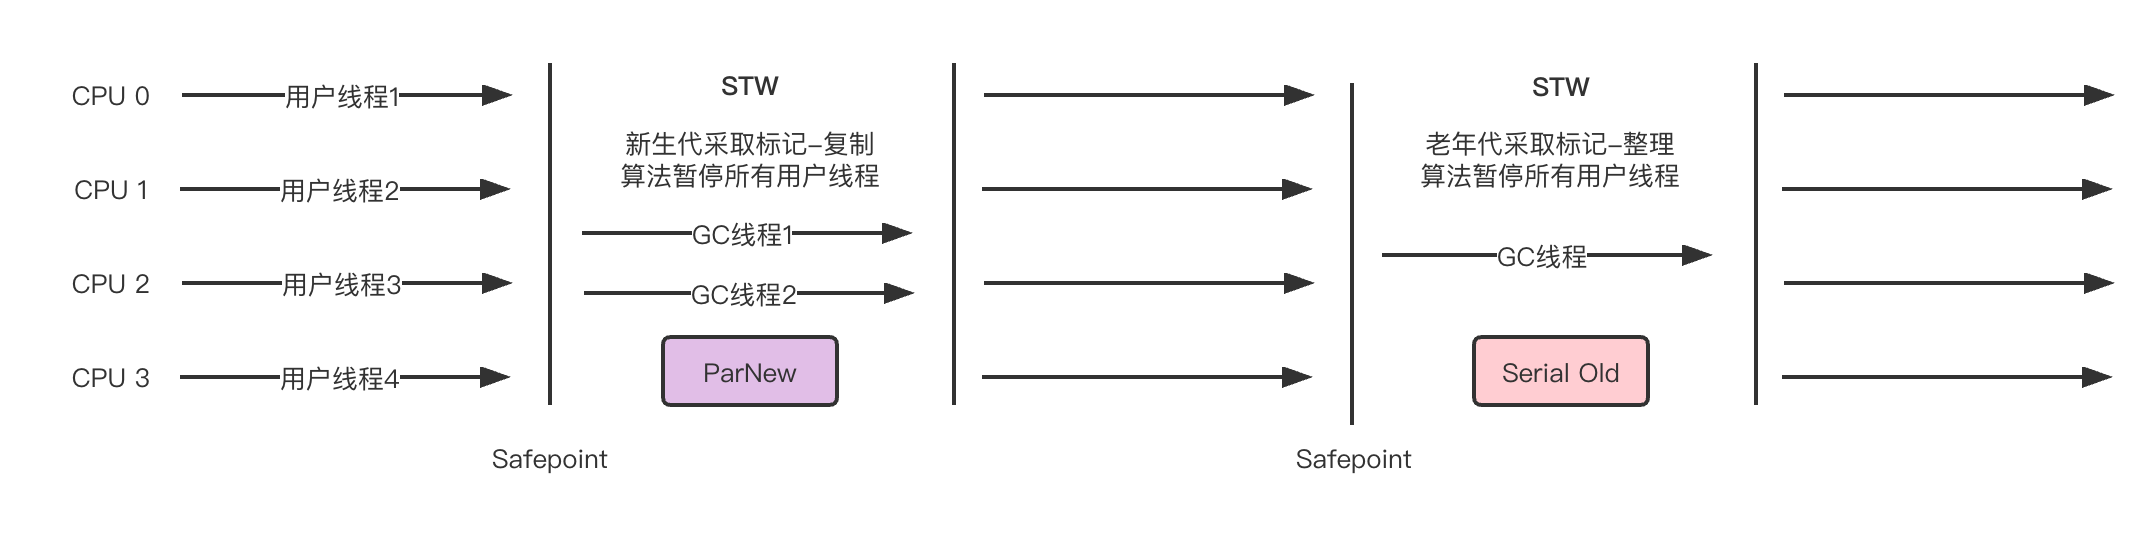 CPU 0
用户线程1
CPU 1
用户线程2
CPU 2
用户线程3
CPU 3
用户线程4
Safepoint
STW
新生代采取标记-复制
算法暂停所有用户线程
GC线程1
GC线程2
ParNew
Safepoint
STW
老年代采取标记-整理
算法暂停所有用户线程
GC线程
Serial Old